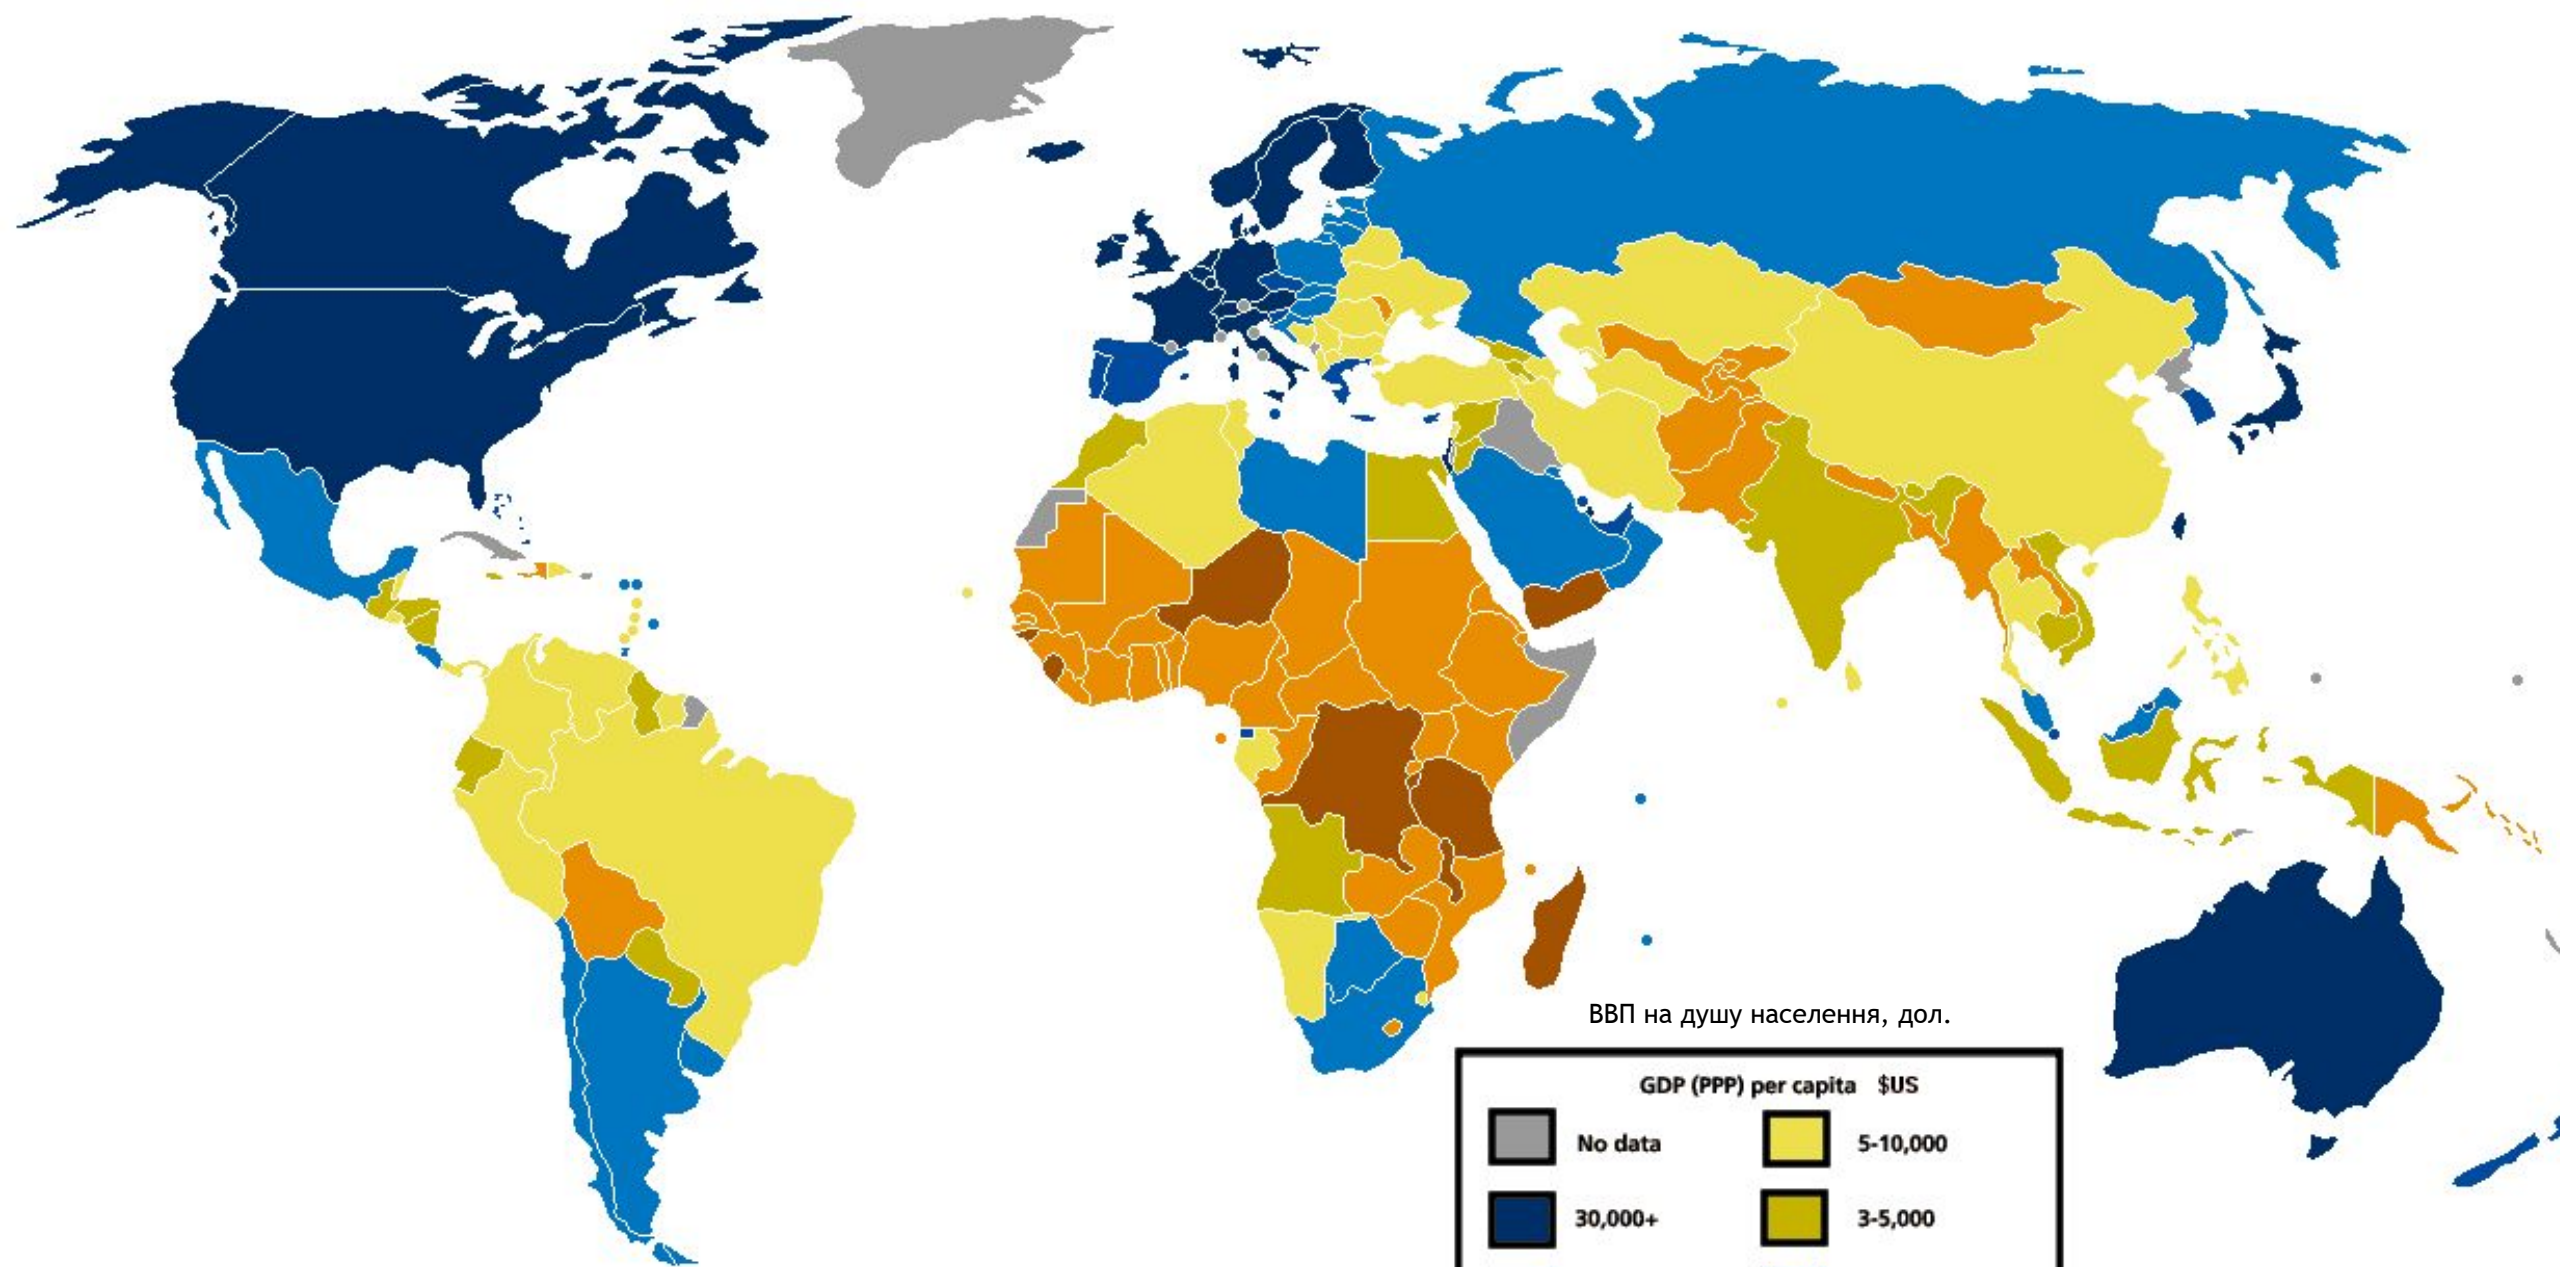 ВВП на душу населення, дол.
GDP (PPP) per capita $US
No data
5-10,000
30,000+
3-5,000